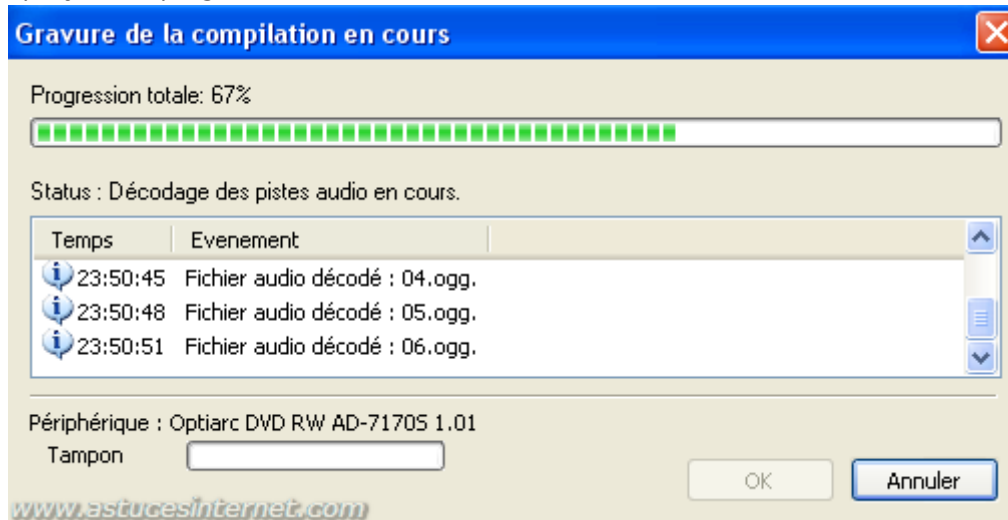 Gravure de la compilation en cours
Progression totale: 67%
Status : Décodage des pistes audio en cours.
Temps Evenement
23:50:45 Fichier audio décodé : 04.ogg.
23:50:48 Fichier audio décodé : 05.ogg.
23:50:51 Fichier audio décodé : 06.ogg.
Périphérique : Optiarc DVD RW AD-7170S 1.01
Tampon
OK Annuler
www.astucesinternet.com